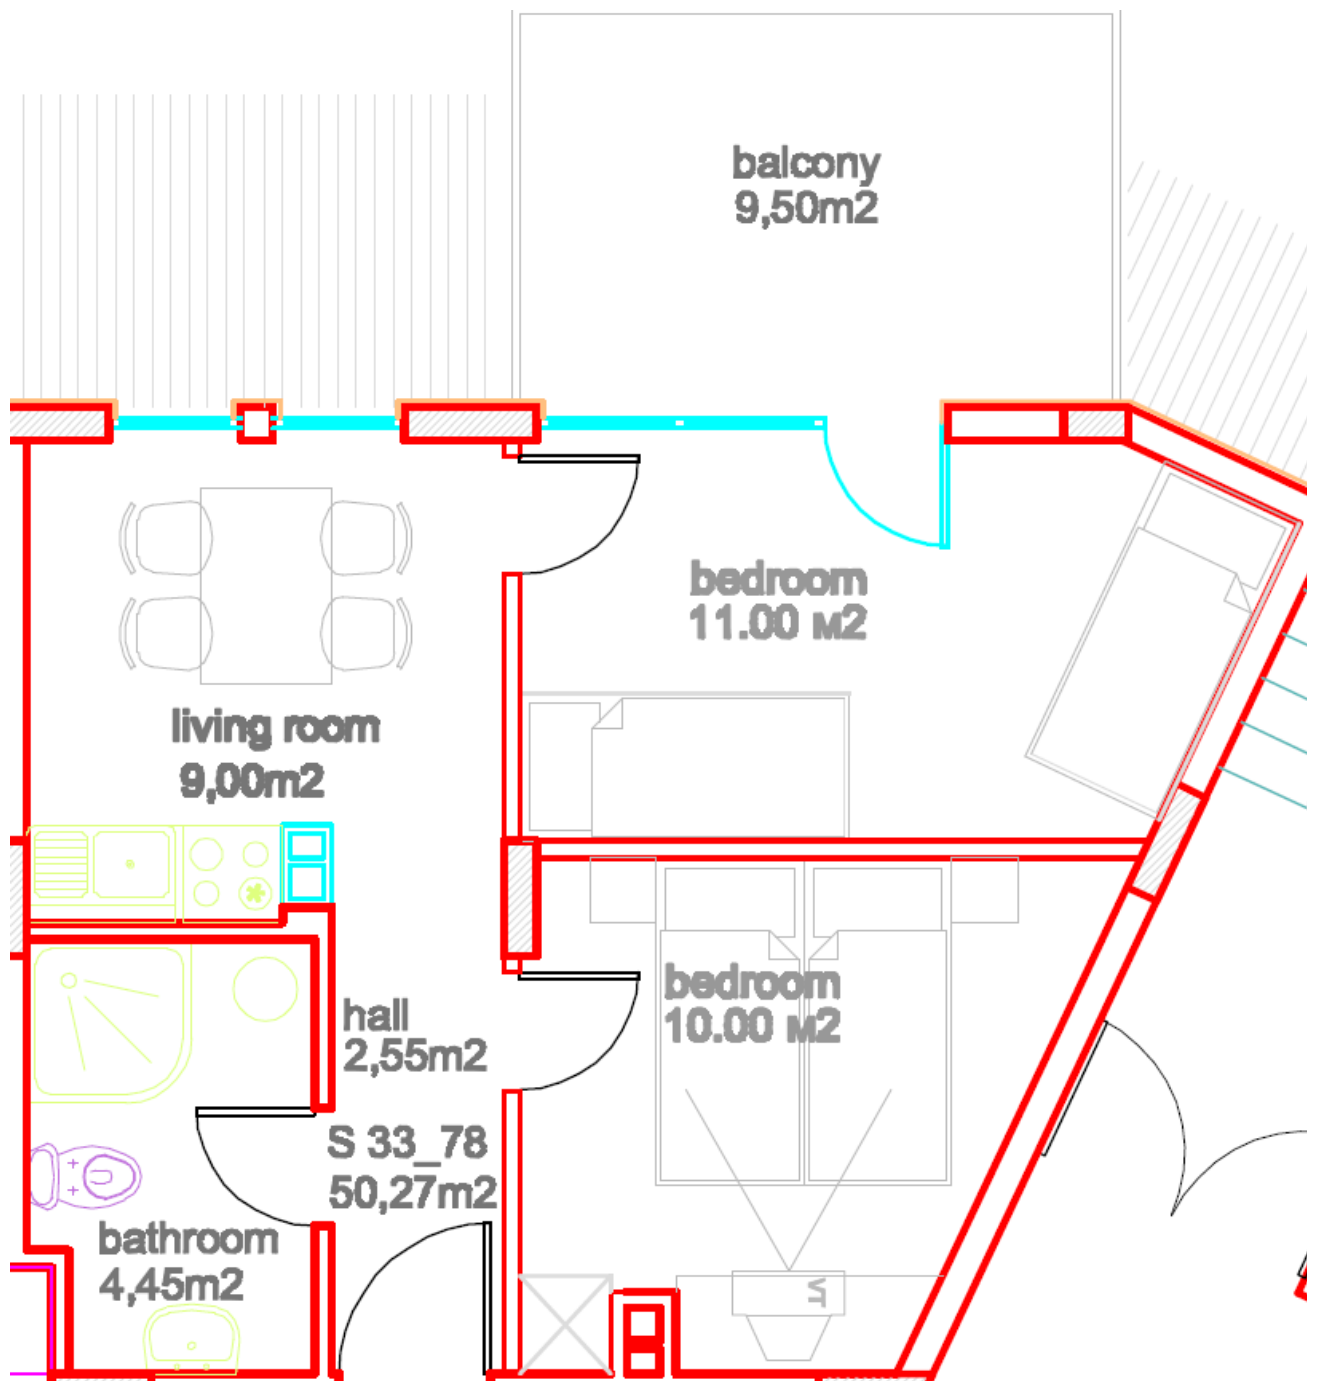 balcony
9,50m2
bedroom
11.00 м2
living room
9,00m2
bedroom
10.00 м2
hall
2,55m2
S 33_78
50,27m2
bathroom
4,45m2
VT